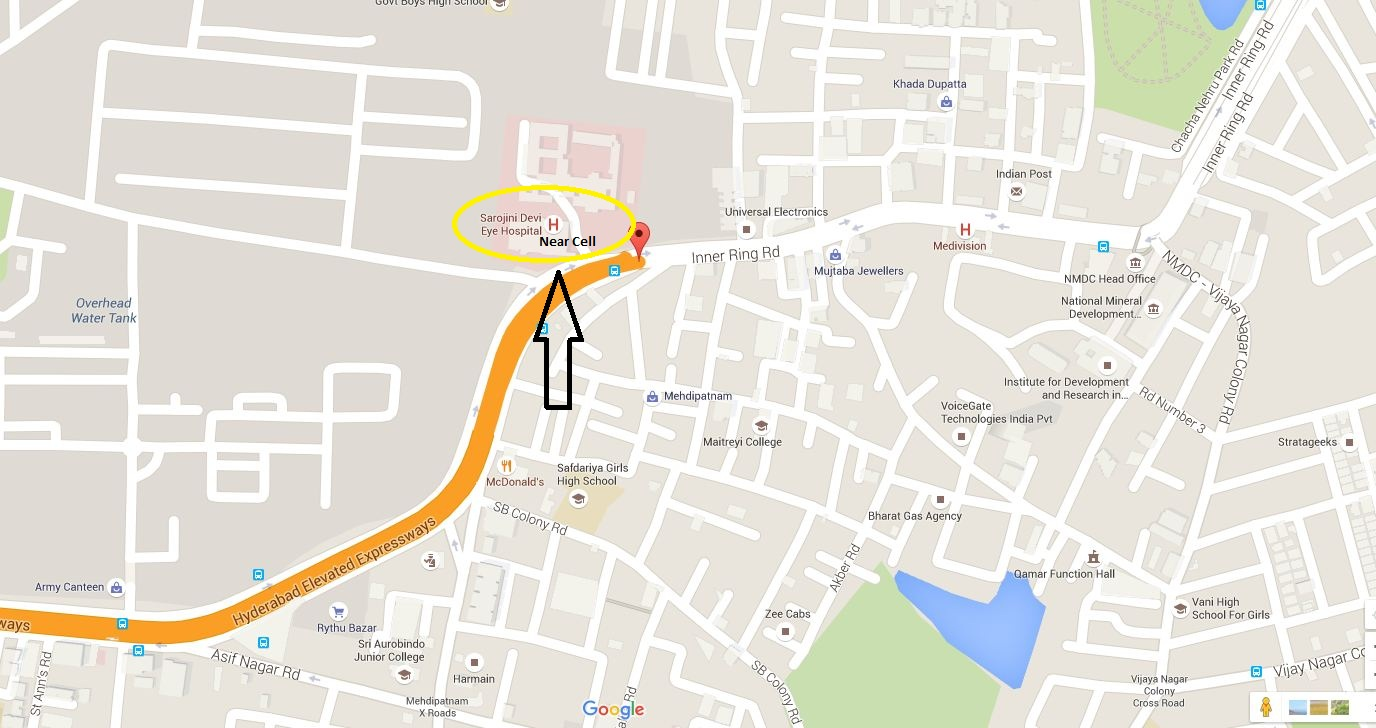 Govt Boys High School
Chacha Nehru Park Rd
Inner Ring Rd
Inner Ring Rd
Khada Dupatta
Indian Post
Universal Electronics
Sarojini Devi
Eye Hospital
H
Near Cell
Inner Ring Rd
H
Medivision
Mujtaba Jewellers
NMDC Head Office
NMDC - Vijaya Nagar Colony Rd
National Mineral
Development...
Overhead
Water Tank
Institute for Development
and Research in...
Rd Number 3
Mehdipatnam
VoiceGate
Technologies India Pvt
Maitreyi College
Stratageeks
McDonald's
Safdariya Girls
High School
SB Colony Rd
Bharat Gas Agency
Hyderabad Elevated Expressways
Akber Rd
Qamar Function Hall
Army Canteen
ways
Rythu Bazar
Zee Cabs
Vani High
School For Girls
Sri Aurobindo
Junior College
Asif Nagar Rd
St Ann's Rd
Harmain
SB Colony Rd
Vijay Nagar Co
Mehdipatnam
X Roads
Rd
Vijaya Nagar
Colony
Cross Road
Google